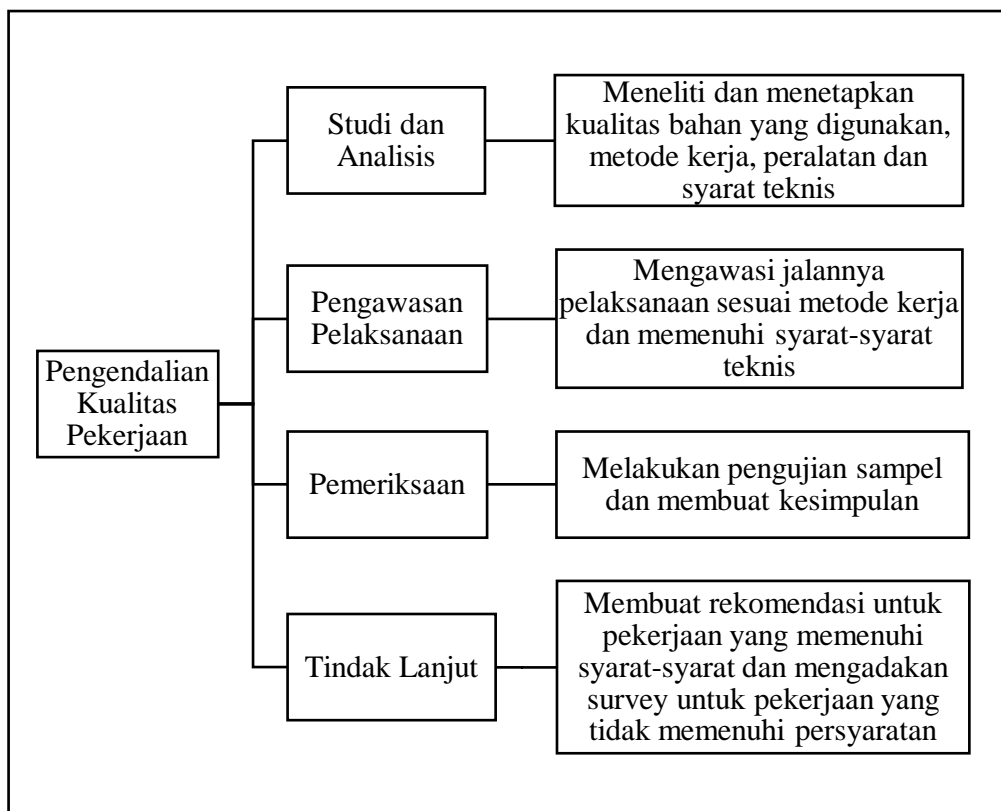 Studi dan
Analisis
Meneliti dan menetapkan
kualitas bahan yang digunakan,
metode kerja, peralatan dan
syarat teknis
Pengawasan
Pelaksanaan
Mengawasi jalannya
pelaksanaan sesuai metode kerja
dan memenuhi syarat-syarat
teknis
Pengendalian
Kualitas
Pekerjaan
Pemeriksaan
Melakukan pengujian sampel
dan membuat kesimpulan
Tindak Lanjut
Membuat rekomendasi untuk
pekerjaan yang memenuhi
syarat-syarat dan mengadakan
survey untuk pekerjaan yang
tidak memenuhi persyaratan